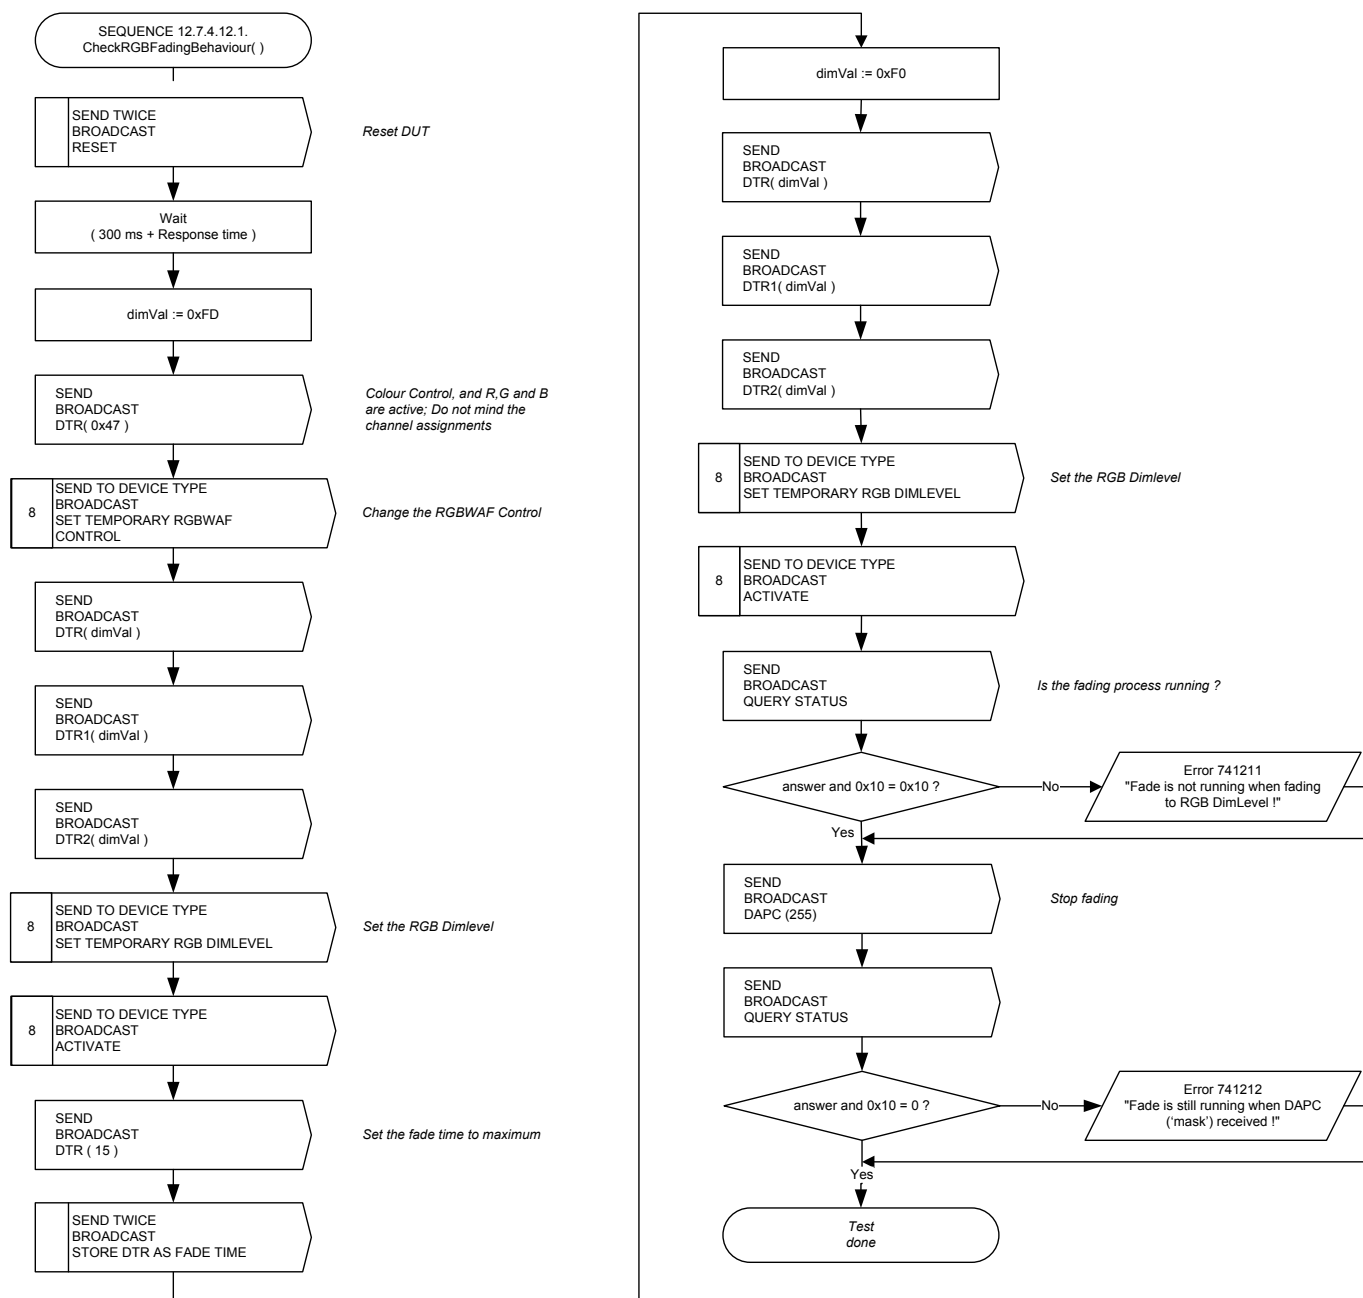 SEQUENCE 12.7.4.12.1.
CheckRGBFadingBehaviour( )
SEND TWICE
BROADCAST
RESET
Reset DUT
Wait
( 300 ms + Response time )
dimVal := 0xFD
SEND
BROADCAST
DTR( 0x47 )
Colour Control, and R,G and B
are active; Do not mind the
channel assignments
8
SEND TO DEVICE TYPE
BROADCAST
SET TEMPORARY RGBWAF
CONTROL
Change the RGBWAF Control
SEND
BROADCAST
DTR( dimVal )
SEND
BROADCAST
DTR1( dimVal )
SEND
BROADCAST
DTR2( dimVal )
8
SEND TO DEVICE TYPE
BROADCAST
SET TEMPORARY RGB DIMLEVEL
Set the RGB Dimlevel
8
SEND TO DEVICE TYPE
BROADCAST
ACTIVATE
SEND
BROADCAST
DTR ( 15 )
Set the fade time to maximum
SEND TWICE
BROADCAST
STORE DTR AS FADE TIME
dimVal := 0xF0
SEND
BROADCAST
DTR( dimVal )
SEND
BROADCAST
DTR1( dimVal )
SEND
BROADCAST
DTR2( dimVal )
8
SEND TO DEVICE TYPE
BROADCAST
SET TEMPORARY RGB DIMLEVEL
Set the RGB Dimlevel
8
SEND TO DEVICE TYPE
BROADCAST
ACTIVATE
SEND
BROADCAST
QUERY STATUS
Is the fading process running ?
answer and 0x10 = 0x10 ?
No
Error 741211
"Fade is not running when fading
to RGB DimLevel !"
Yes
SEND
BROADCAST
DAPC (255)
Stop fading
SEND
BROADCAST
QUERY STATUS
answer and 0x10 = 0 ?
No
Error 741212
"Fade is still running when DAPC
(‘mask’) received !"
Yes
Test
done